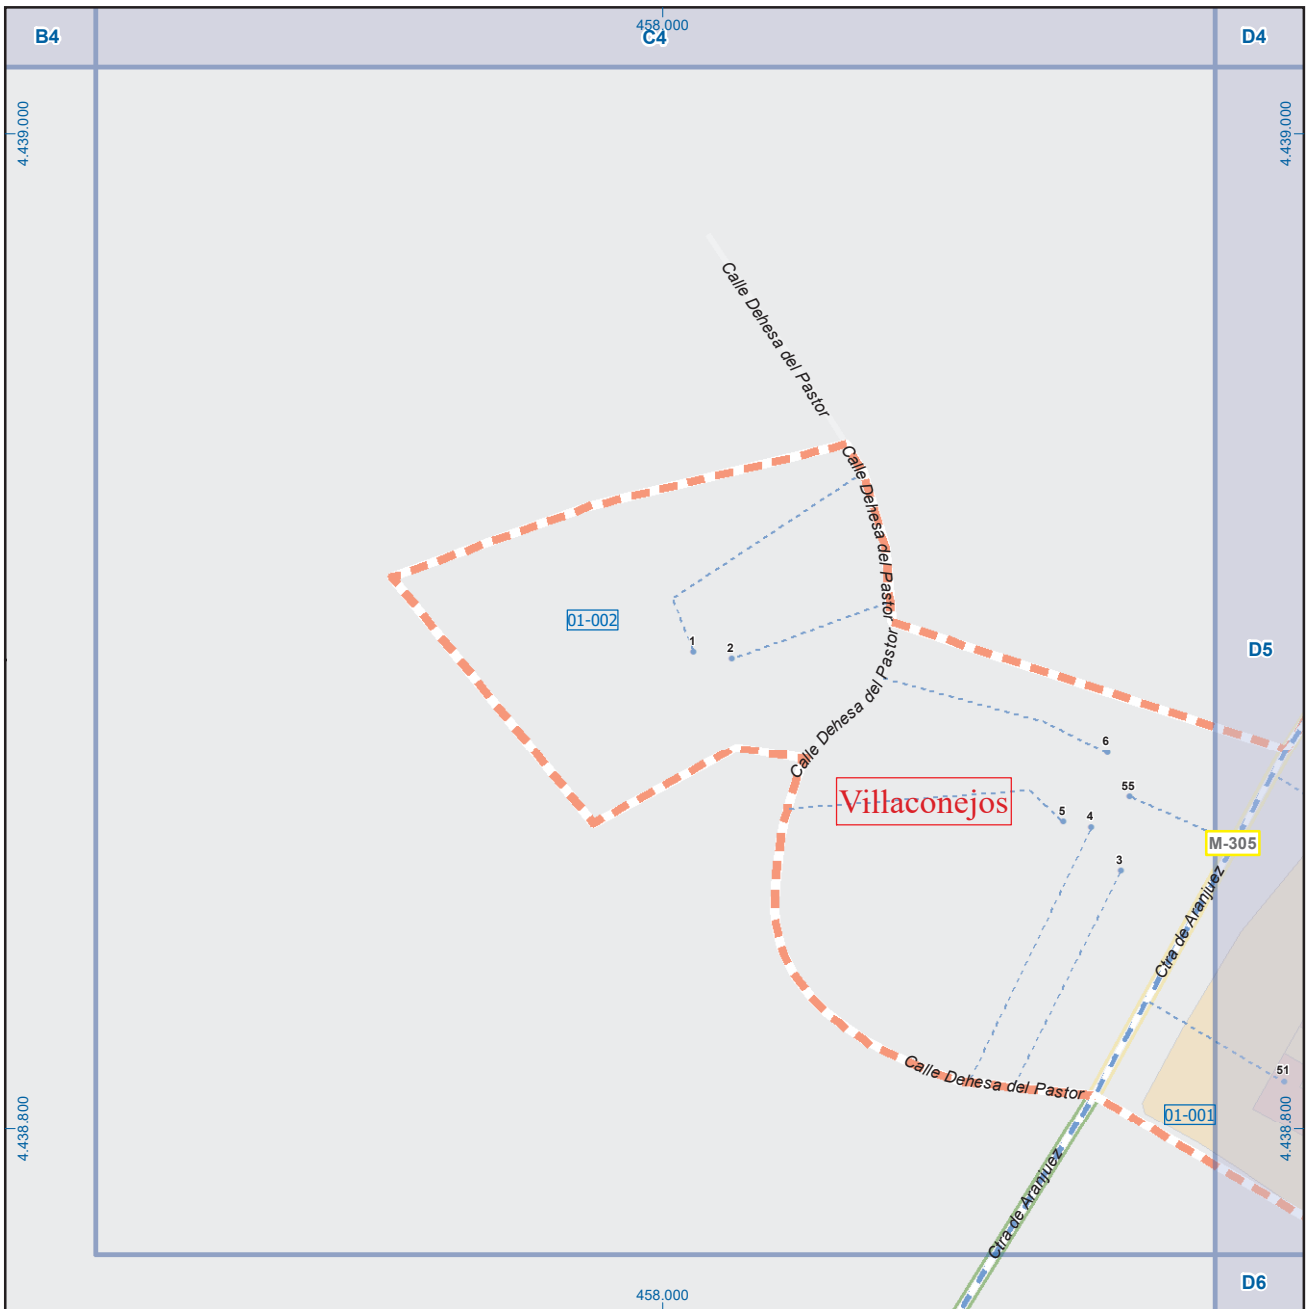 458.000
B4
C4
D4
4.439.000
4.439.000
Calle Dehesa del Pastor
Calle Dehesa del Pastor
01-002
1
2
Calle Dehesa del Pastor
D5
6
55
Villaconejos
5
4
M-305
3
Ctra de Aranjuez
Calle Dehesa del Pastor
51
01-001
4.438.800
4.438.800
Ctra de Aranjuez
458.000
D6